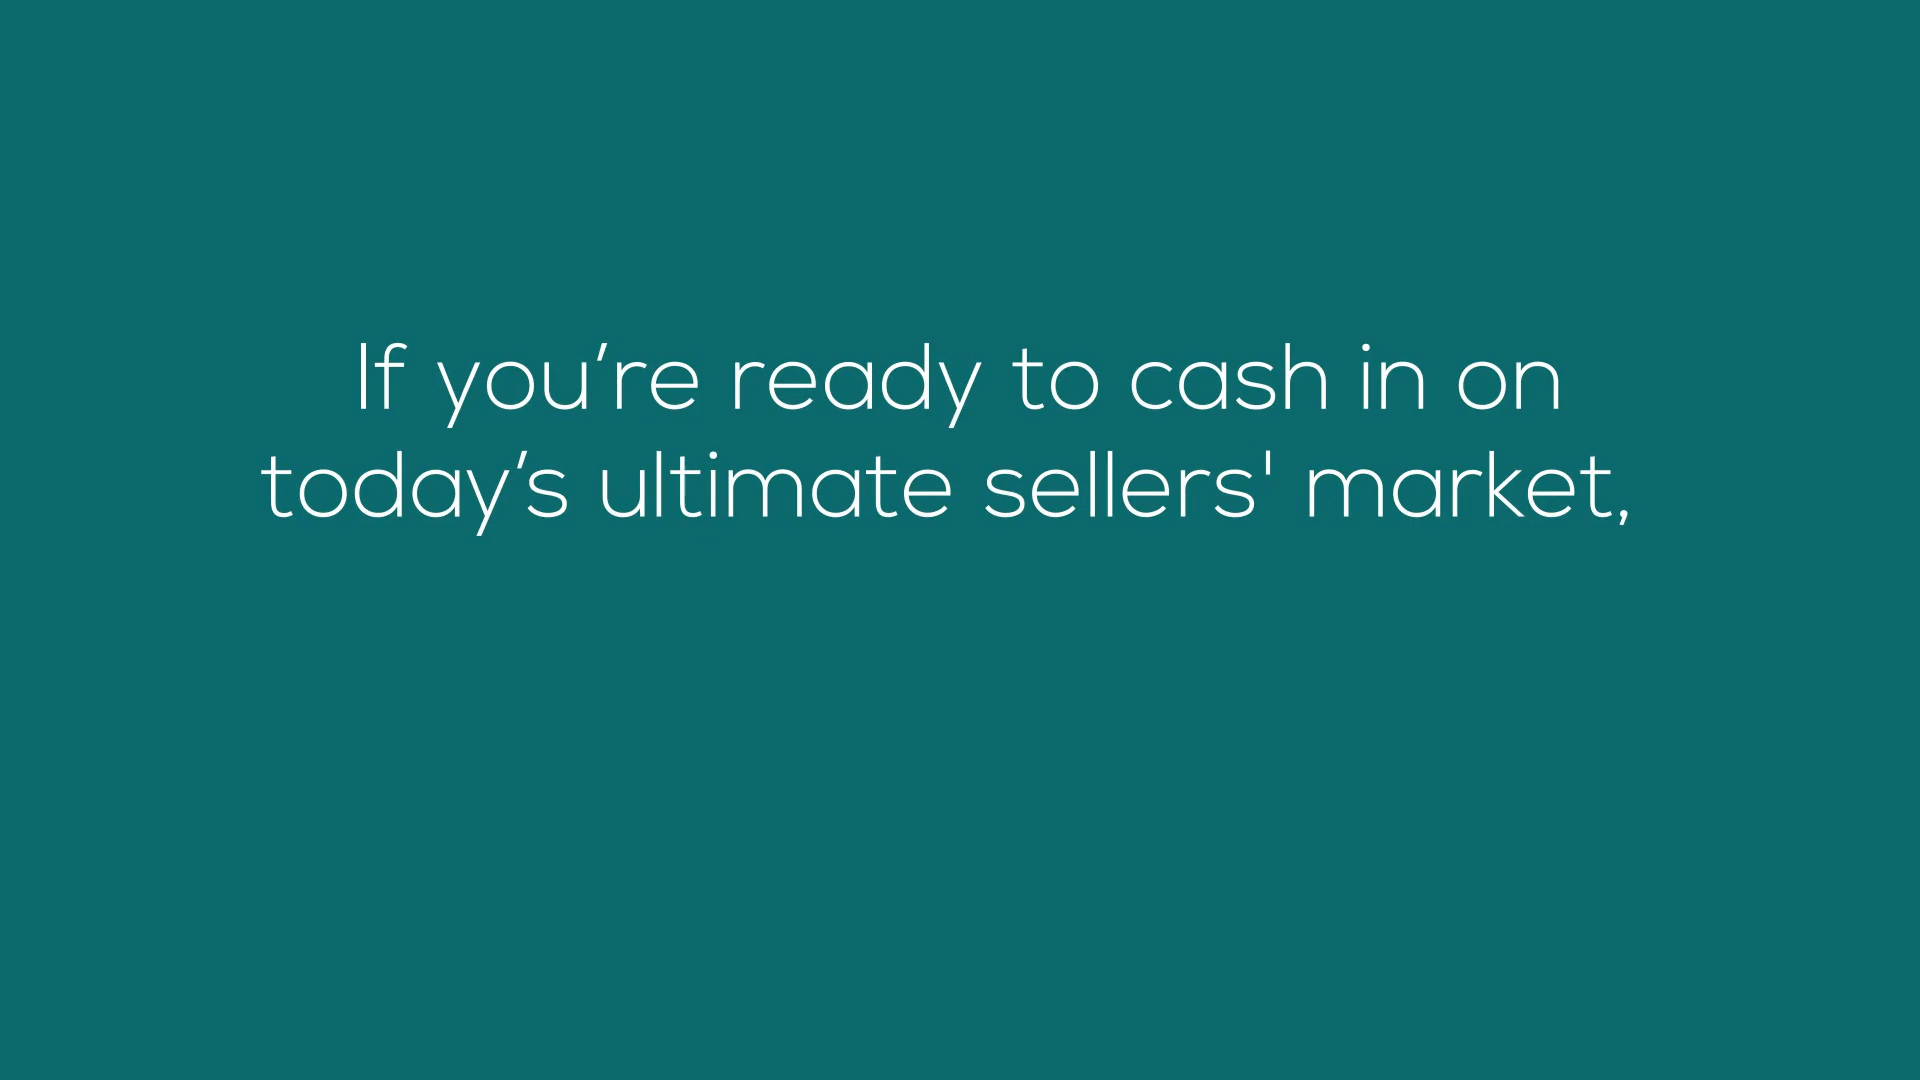 If you’re ready to cash in on
today’s ultimate sellers' market,